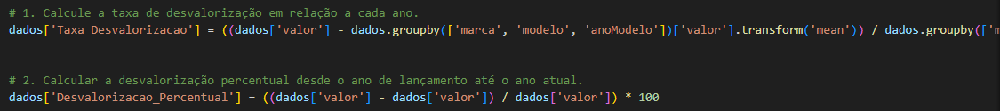 # 1. Calcule a taxa de desvalorização em relação a cada ano.
dados['Taxa_Desvalorizacao'] = ((dados['valor'] - dados.groupby(['marca', 'modelo', 'anoModelo'])['valor'].transform('mean')) / dados.groupby(['m
# 2. Calcular a desvalorização percentual desde o ano de lançamento até o ano atual.
dados['Desvalorizacao_Percentual'] = ((dados['valor'] - dados['valor']) / dados['valor']) * 100